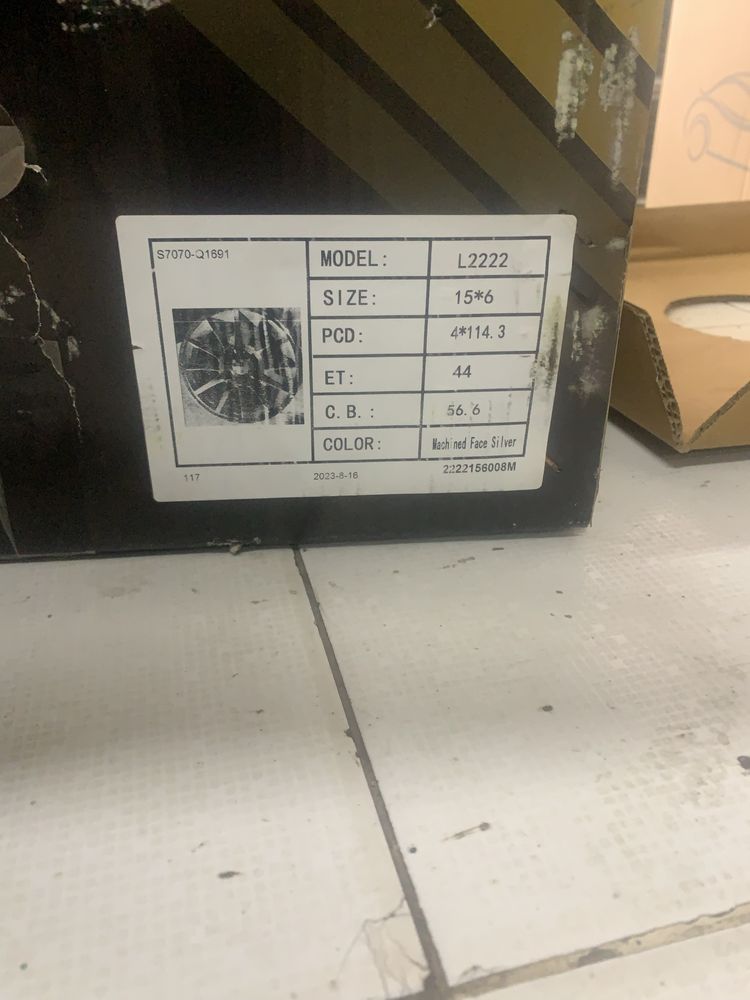 S7070-Q1691
MODEL: L2222
SIZE: 15*6
PCD: 4*114.3
ET: 44
C.B.: 56.6
COLOR: Machined Face Silver
117 2023-8-16 2222156008M